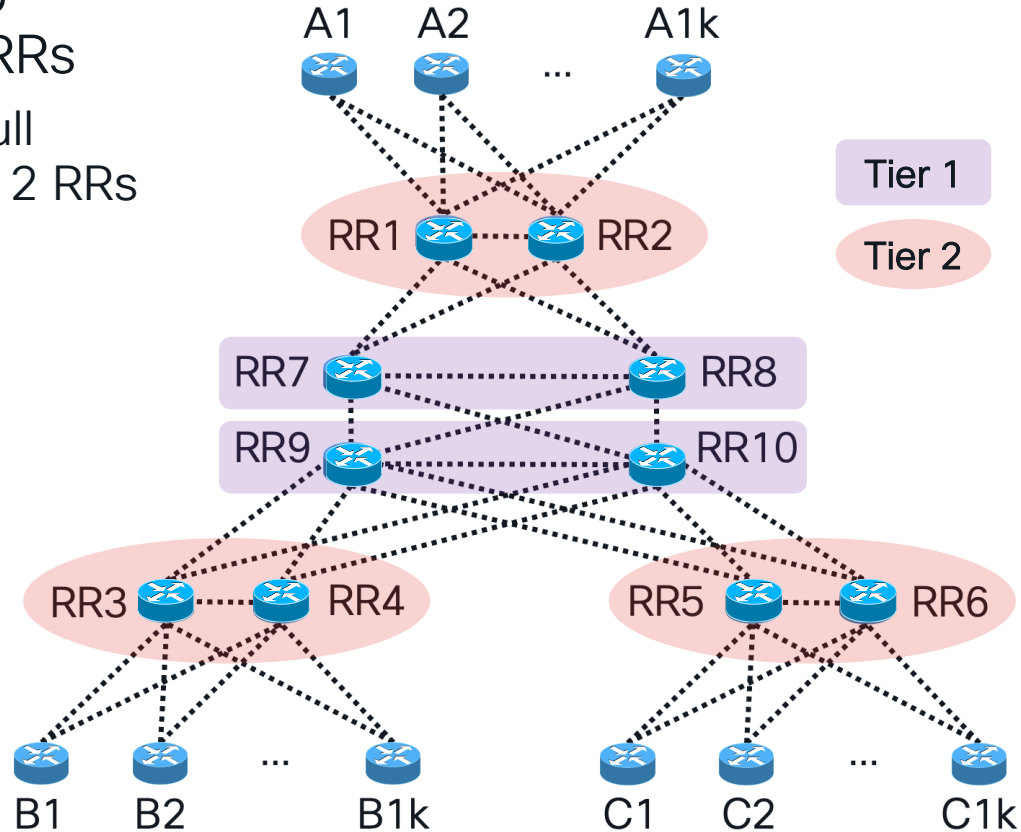 RRs
2 RRs
A1
A2
...
A1k
Tier 1
RR1
RR2
Tier 2
RR7
RR8
RR9
RR10
RR3
RR4
RR5
RR6
B1
B2
...
B1k
C1
C2
...
C1k